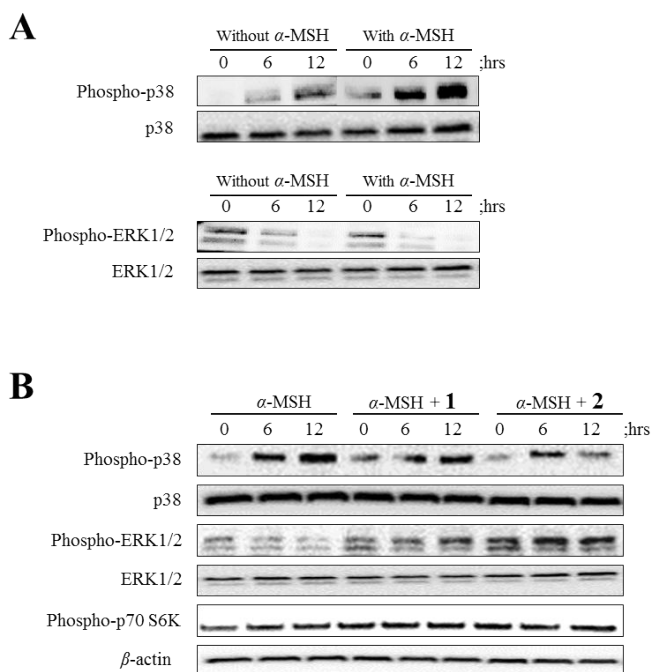 A
Without α-MSH With α-MSH
0 6 12 0 6 12 ;hrs
Phospho-p38
p38
Without α-MSH With α-MSH
0 6 12 0 6 12 ;hrs
Phospho-ERK1/2
ERK1/2
B
α-MSH α-MSH + 1 α-MSH + 2
0 6 12 0 6 12 0 6 12 ;hrs
Phospho-p38
p38
Phospho-ERK1/2
ERK1/2
Phospho-p70 S6K
β-actin